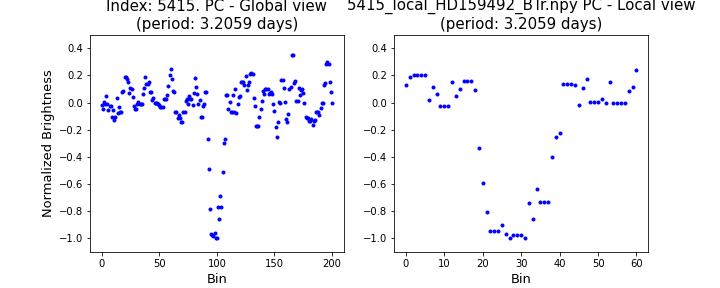 Index: 5415. PC - Global view
(period: 3.2059 days)
5415_local_HD159492_BTr.npy PC - Local view
(period: 3.2059 days)
Normalized Brightness
0.4
0.2
0.0
−0.2
−0.4
−0.6
−0.8
−1.0
0 50 100 150 200
Bin
0.4
0.2
0.0
−0.2
−0.4
−0.6
−0.8
−1.0
0 10 20 30 40 50 60
Bin